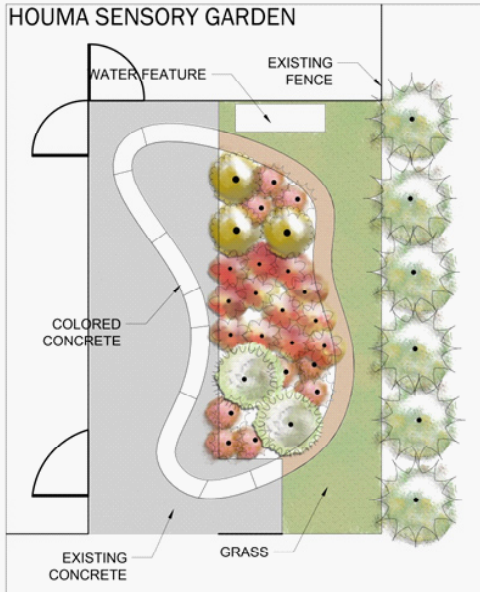 HOUMA SENSORY GARDEN
WATER FEATURE
EXISTING
FENCE
COLORED
CONCRETE
EXISTING
CONCRETE
GRASS